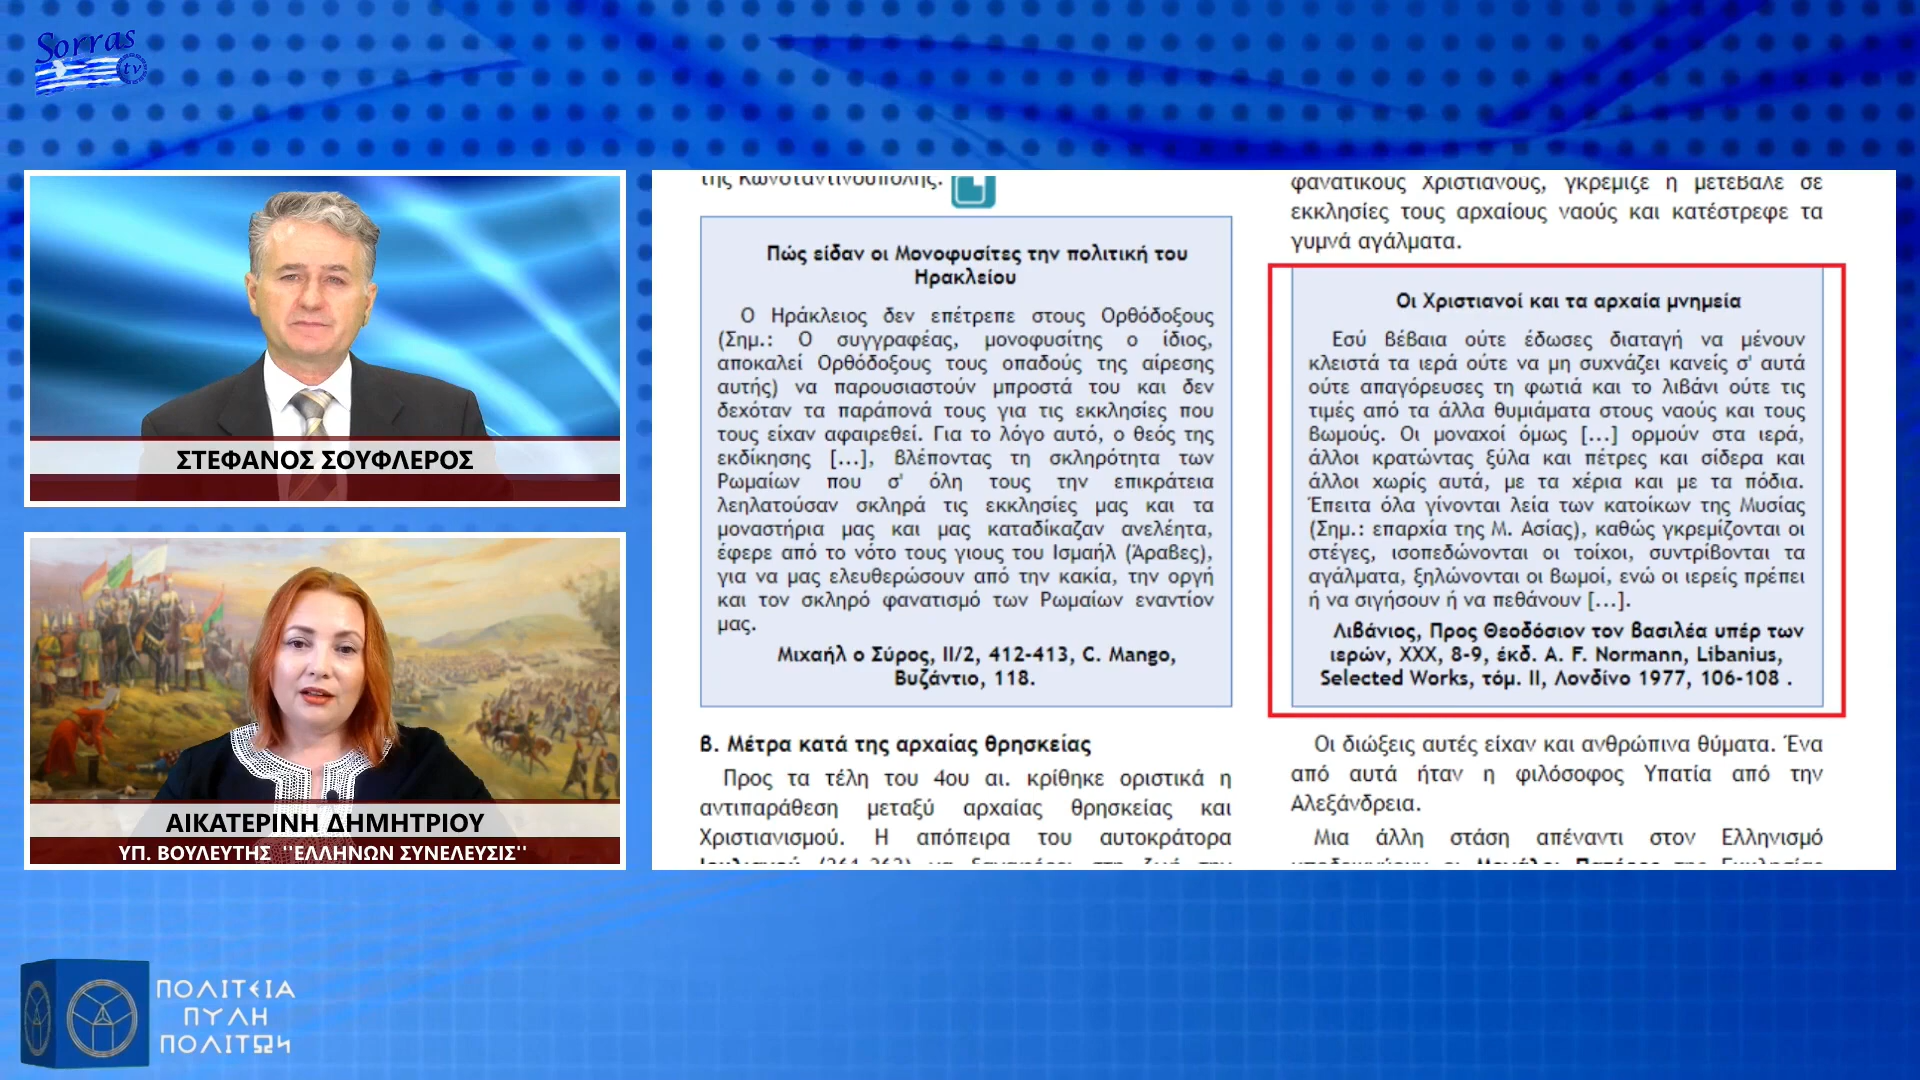 Sorras
tv
ΣΤΕΦΑΝΟΣ ΣΟΥΦΛΕΡΟΣ
ΑΙΚΑΤΕΡΙΝΗ ΔΗΜΗΤΡΙΟΥ
ΥΠ. ΒΟΥΛΕΥΤΗΣ ''ΕΛΛΗΝΩΝ ΣΥΝΕΛΕΥΣΙΣ''
της Κωνσταντινούπολης.
Πώς είδαν οι Μονοφυσίτες την πολιτική του
Ηρακλείου
Ο Ηράκλειος δεν επέτρεπε στους Ορθόδοξους
(Σημ.: Ο συγγραφέας, μονοφυσίτης ο ίδιος,
αποκαλεί Ορθόδοξους τους οπαδούς της αίρεσης
αυτής) να παρουσιαστούν μπροστά του και δεν
δεχόταν τα παράπονά τους για τις εκκλησίες που
τους είχαν αφαιρεθεί. Για το λόγο αυτό, ο θεός της
εκδίκησης [...], βλέποντας τη σκληρότητα των
Ρωμαίων που σ' όλη τους την επικράτεια
λεηλατούσαν σκληρά τις εκκλησίες μας και τα
μοναστήρια μας και μας καταδίκαζαν ανελέητα,
έφερε από το νότο τους γιους του Ισμαήλ (Άραβες),
για να μας ελευθερώσουν από την κακία, την οργή
και τον σκληρό φανατισμό των Ρωμαίων εναντίον
μας.
Μιχαήλ ο Σύρος, ΙΙ/2, 412-413, C. Mango,
Βυζάντιο, 118.
Β. Μέτρα κατά της αρχαίας θρησκείας
Προς τα τέλη του 4ου αι. κρίθηκε οριστικά η
αντιπαράθεση μεταξύ αρχαίας θρησκείας και
Χριστιανισμού. Η απόπειρα του αυτοκράτορα
φανατικούς Χριστιανούς, γκρέμιζε ή μετέβαλε σε
εκκλησίες τους αρχαίους ναούς και κατέστρεφε τα
γυμνά αγάλματα.
Οι Χριστιανοί και τα αρχαία μνημεία
Εσύ βέβαια ούτε έδωσες διαταγή να μένουν
κλειστά τα ιερά ούτε να μη συχνάζει κανείς σ' αυτά
ούτε απαγόρευσες τη φωτιά και το λιβάνι ούτε τις
τιμές από τα άλλα θυμιάματα στους ναούς και τους
βωμούς. Οι μοναχοί όμως [...] ορμούν στα ιερά,
άλλοι κρατώντας ξύλα και πέτρες και σίδερα και
άλλοι χωρίς αυτά, με τα χέρια και με τα πόδια.
Έπειτα όλα γίνονται λεία των κατοίκων της Μυσίας
(Σημ.: επαρχία της Μ. Ασίας), καθώς γκρεμίζονται οι
στέγες, ισοπεδώνονται οι τοίχοι, συντρίβονται τα
αγάλματα, ξηλώνονται οι βωμοί, ενώ οι ιερείς πρέπει
ή να σιγήσουν ή να πεθάνουν [...].
Λιβάνιος, Προς Θεοδόσιον τον βασιλέα υπέρ των
ιερών, ΧΧΧ, 8-9, έκδ. A. F. Normann, Libanius,
Selected Works, τόμ. ΙΙ, Λονδίνο 1977, 106-108 .
Οι διώξεις αυτές είχαν και ανθρώπινα θύματα. Ένα
από αυτά ήταν η φιλόσοφος Υπατία από την
Αλεξάνδρεια.
Μια άλλη στάση απέναντι στον Ελληνισμό
ΠΟΛΙΤΕΙΑ
ΠΥΛΗ
ΠΟΛΙΤΩΝ